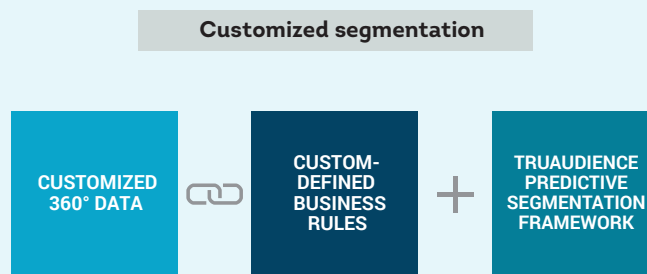 Customized segmentation
CUSTOMIZED
360° DATA
CUSTOM-
DEFINED
BUSINESS
RULES
TRUAUDIENCE
PREDICTIVE
SEGMENTATION
FRAMEWORK